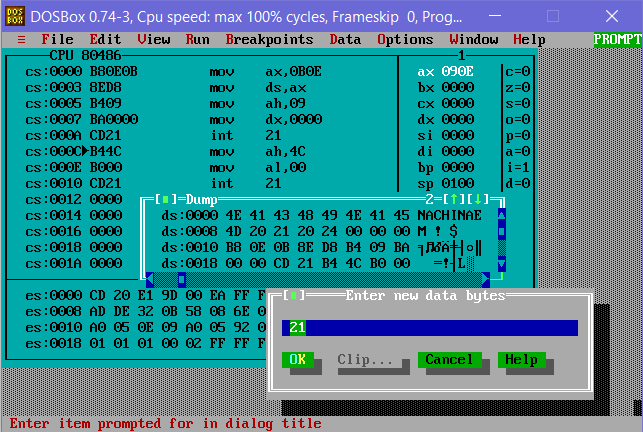 DOSBox 0.74-3, Cpu speed: max 100% cycles, Frameskip 0, Prog...
≡ File Edit View Run Breakpoints Data Options Window Help PROMPT
CPU 80486 1
cs:0000 B80E0B mov ax,0B0E ax 090E c=0
cs:0003 8ED8 mov ds,ax bx 0000 z=0
cs:0005 B409 mov ah,09 cx 0000 s=0
cs:0007 BA0000 mov dx,0000 dx 0000 o=0
cs:000A CD21 int 21 si 0000 p=0
cs:000C►B44C mov ah,4C di 0000 a=0
cs:000E B000 mov al,00 bp 0000 i=1
cs:0010 CD21 int 21 sp 0100 d=0
cs:0012 0000
cs:0014 0000
cs:0016 0000
cs:0018 0000
cs:001A 0000
[■]=Dump 2=[↑][↓]
ds:0000 4E 41 43 48 49 4E 41 45 NACHINAE
ds:0008 4D 20 21 20 24 00 00 00 M ! $
ds:0010 B8 0E 0B 8E D8 B4 09 BA
ds:0018 00 00 CD 21 B4 4C B0 00 =!┤L░
es:0000 CD 20 E1 9D 00 EA FF F
es:0008 AD DE 32 0B 58 08 6E 0
es:0010 A0 05 0E 09 A0 05 92 0
es:0018 01 01 01 00 02 FF FF F
[■] Enter new data bytes
21
OK Clip... Cancel Help
Enter item prompted for in dialog title